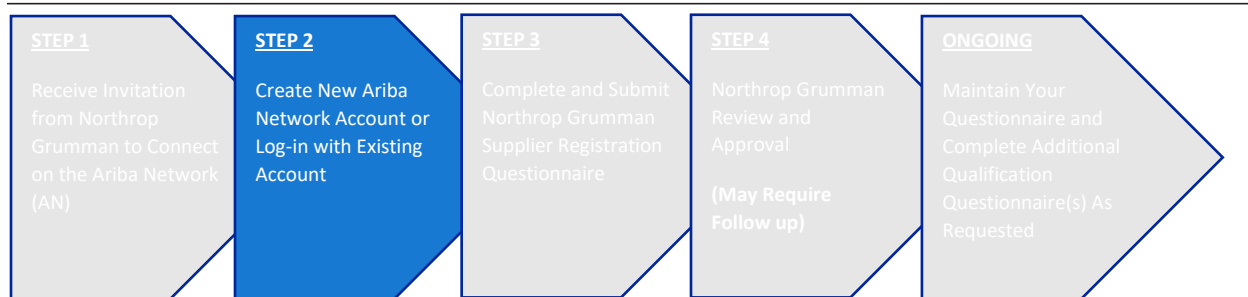 STEP 1
Receive Invitation
from Northrop
Grumman to Connect
on the Ariba Network
(AN)
STEP 2
Create New Ariba
Network Account or
Log-in with Existing
Account
STEP 3
Complete and Submit
Northrop Grumman
Supplier Registration
Questionnaire
STEP 4
Northrop Grumman
Review and
Approval
(May Require
Follow up)
ONGOING
Maintain Your
Questionnaire and
Complete Additional
Qualification
Questionnaire(s) As
Requested